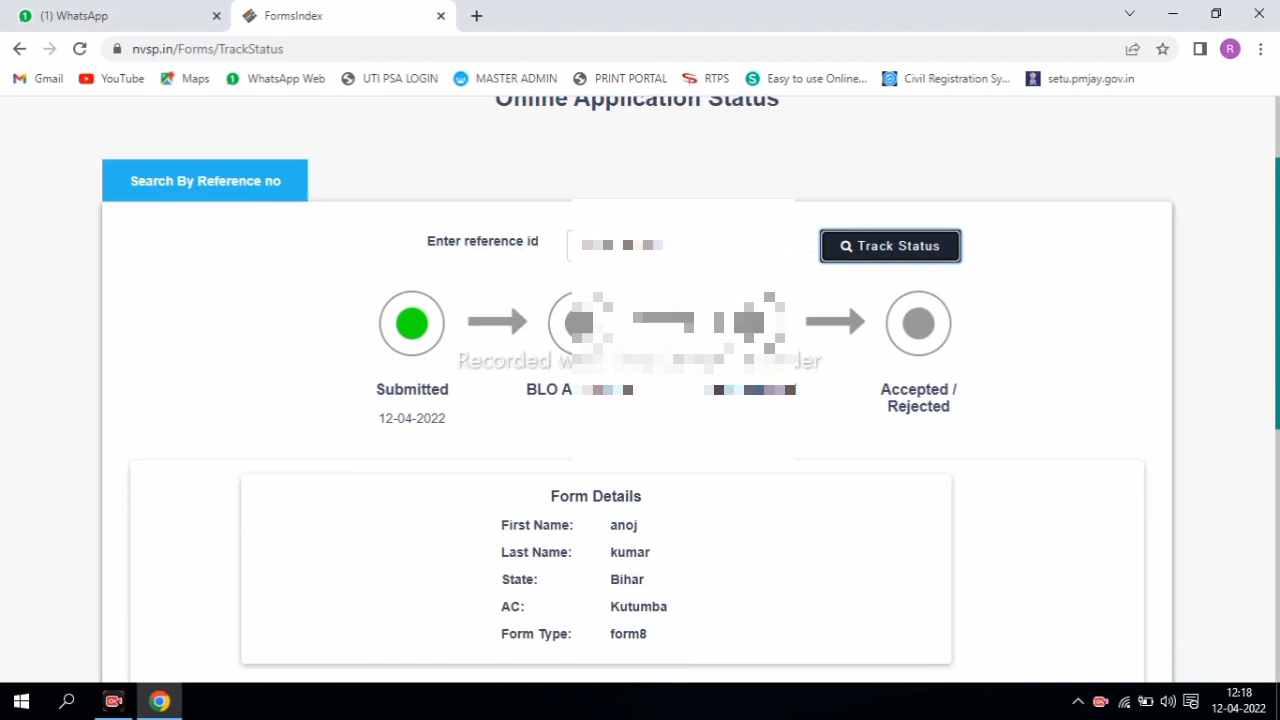 (1) WhatsApp
FormsIndex
nvsp.in/Forms/TrackStatus
R
Gmail YouTube Maps WhatsApp Web UTI PSA LOGIN MASTER ADMIN PRINT PORTAL RTPS Easy to use Online... Civil Registration Sy... setu.pmjay.gov.in
Online Application Status
Search By Reference no
Enter reference id
Track Status
Recorded
Submitted BLO A Accepted /
Rejected
12-04-2022
Form Details
First Name: anoj
Last Name: kumar
State: Bihar
AC: Kutumba
Form Type: form8
12:18
12-04-2022